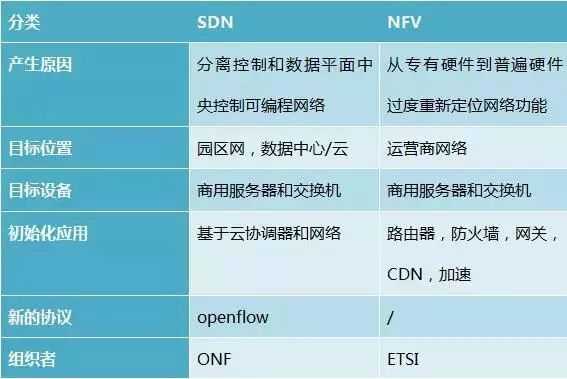 分类 SDN NFV
产生原因 分离控制和数据平面中 从专有硬件到普遍硬件
央控制可编程网络 过度重新定位网络功能
目标位置 园区网，数据中心/云 运营商网络
目标设备 商用服务器和交换机 商用服务器和交换机
初始化应用 基于云协调器和网络 路由器，防火墙，网关，
CDN，加速
新的协议 openflow /
组织者 ONF ETSI